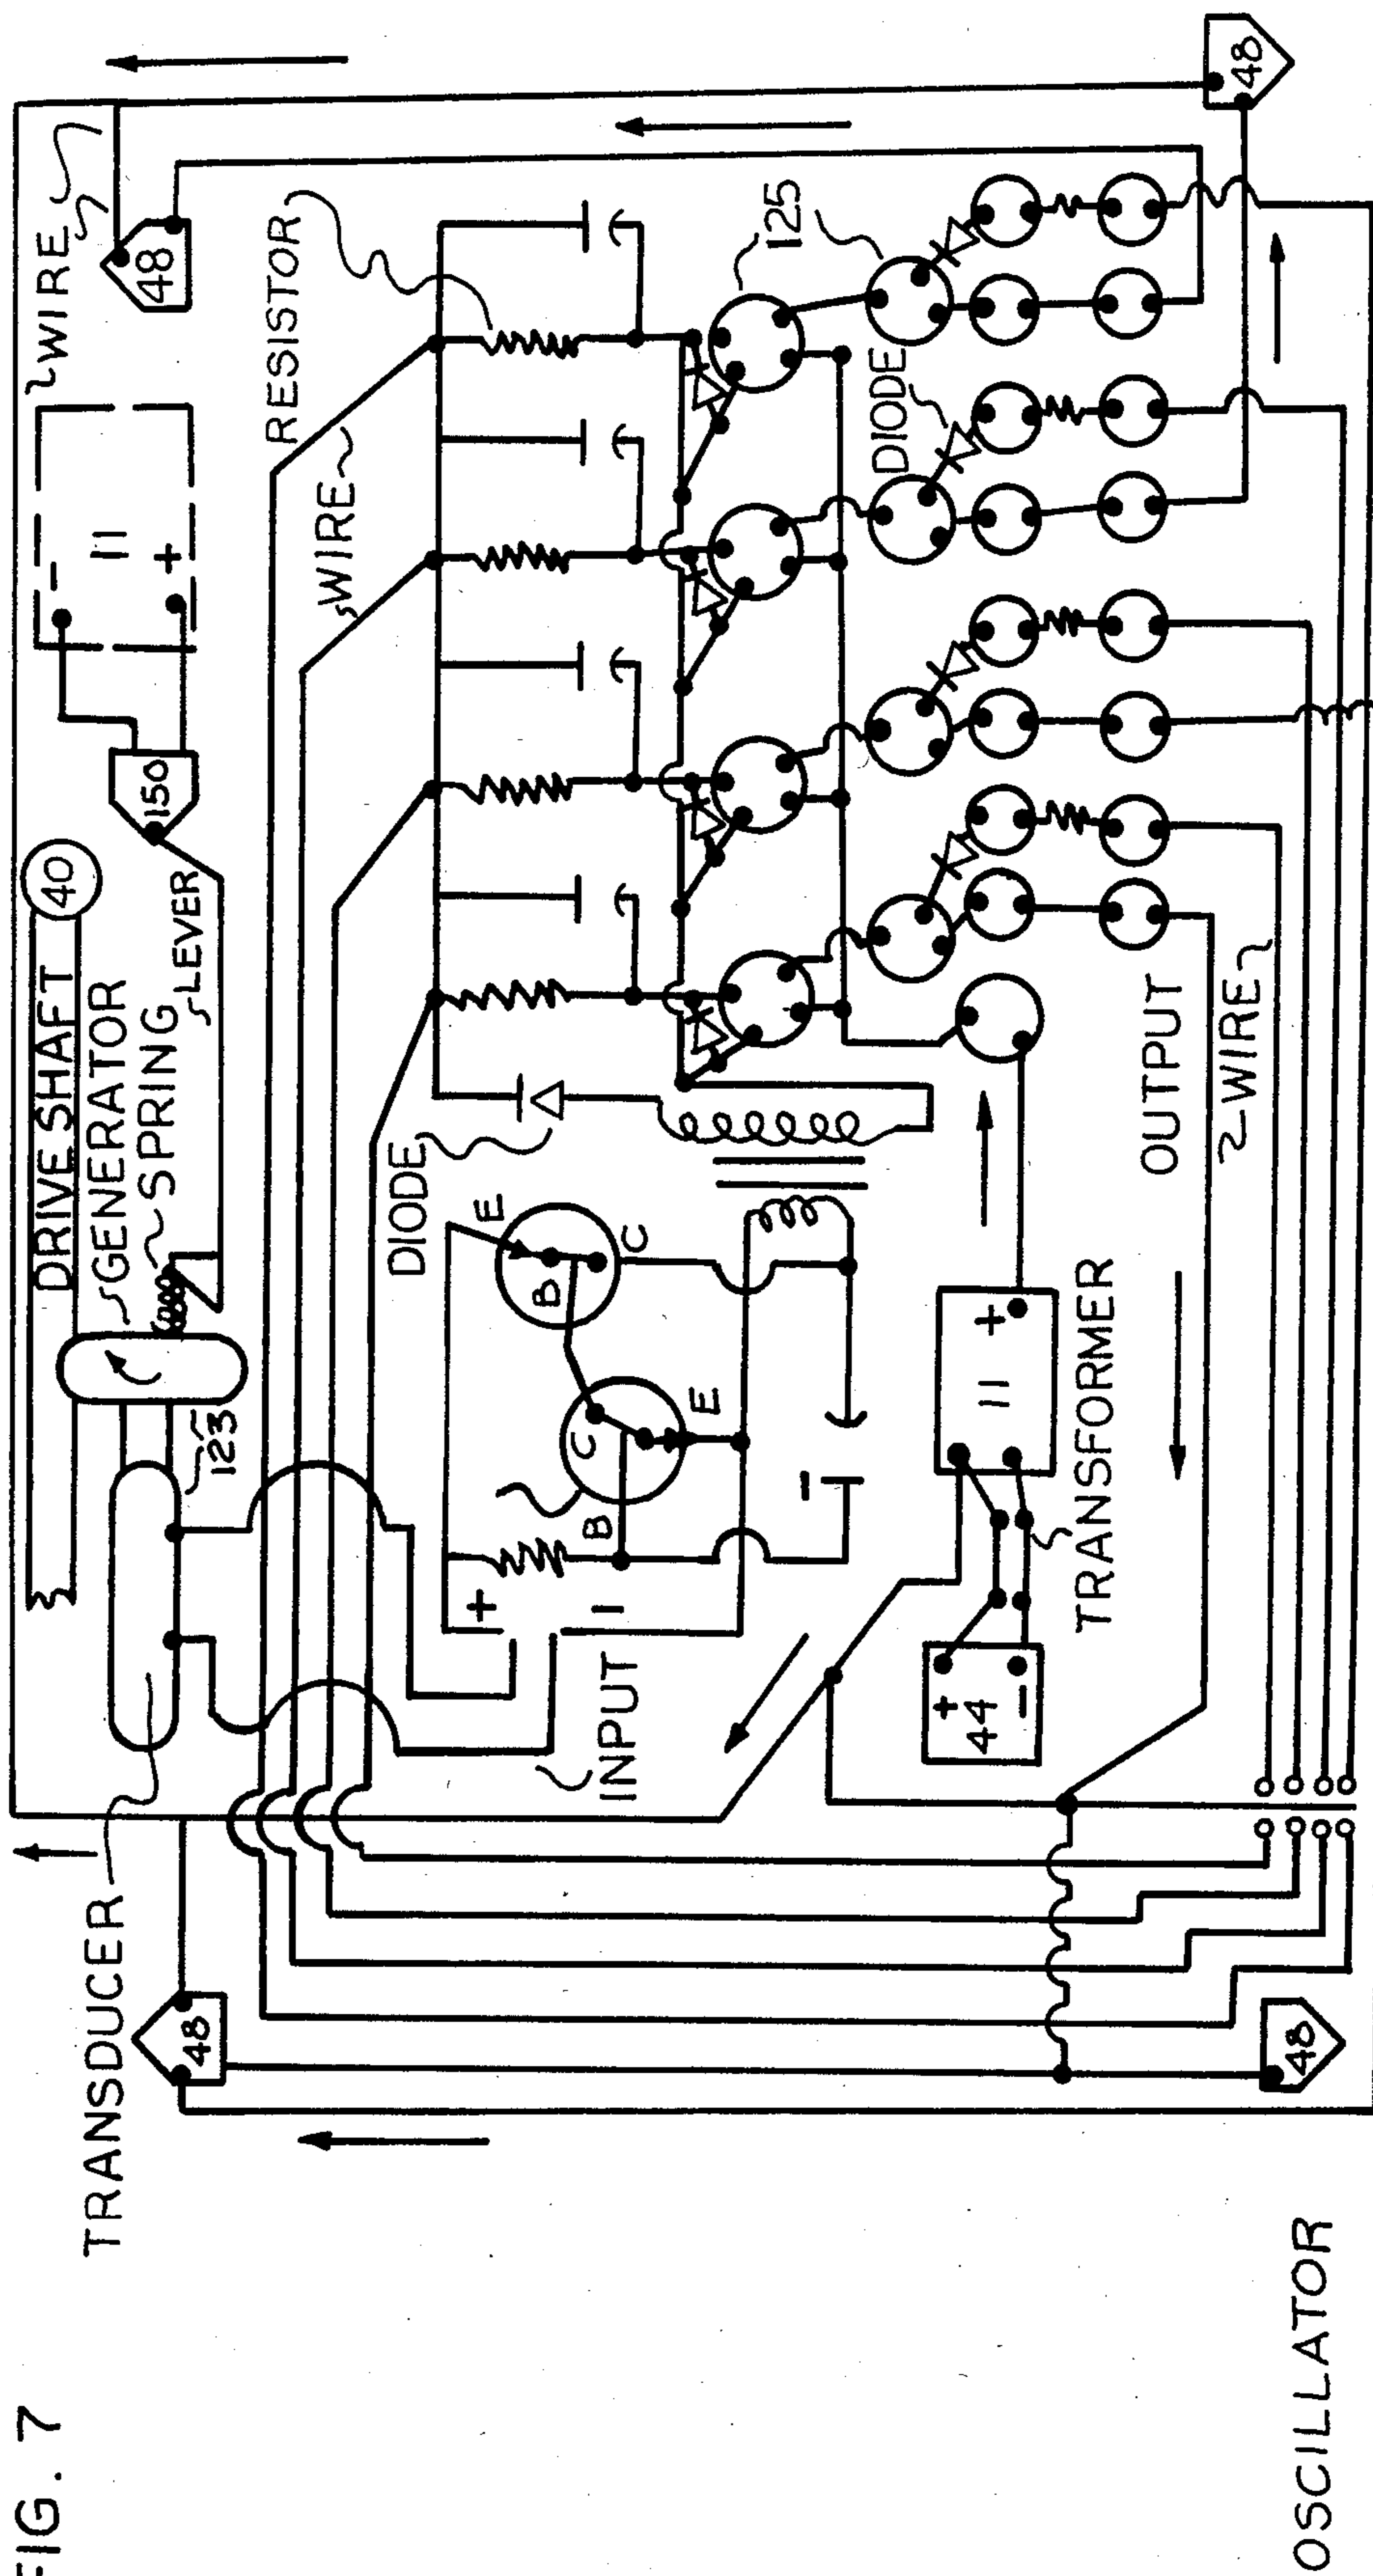 FIG. 7
OSCILLATOR
TRANSDUCER
48
48
DRIVE SHAFT
40
GENERATOR
SPRING
LEVER
123
150
11
-
+
WIRE
48
48
INPUT
+
-
B
C
E
B
E
C
DIODE
RESISTOR
WIRE
125
DIODE
44
+
-
11
+
TRANSFORMER
OUTPUT
WIRE
-